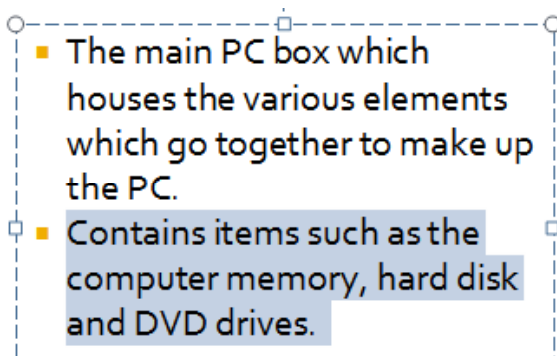 The main PC box which
houses the various elements
which go together to make up
the PC.
Contains items such as the
computer memory, hard disk
and DVD drives.